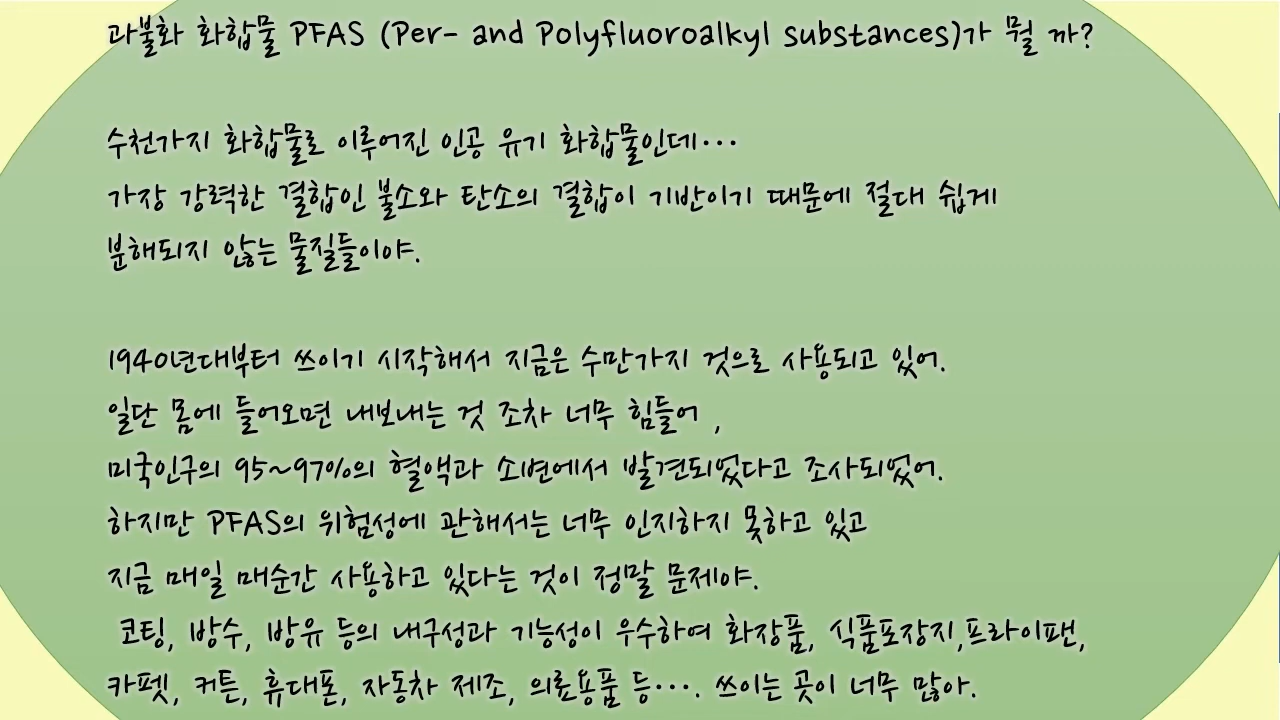 과불화 화합물 PFAS (Per- and Polyfluoroalkyl substances)가 뭘 까?
수천가지 화합물로 이루어진 인공 유기 화합물인데...
가장 강력한 결합인 불소와 탄소의 결합이 기반이기 때문에 절대 쉽게
분해되지 않는 물질들이야.
1940년대부터 쓰이기 시작해서 지금은 수만가지 것으로 사용되고 있어.
일단 몸에 들어오면 내보내는 것 조차 너무 힘들어 ,
미국인구의 95~97%의 혈액과 소변에서 발견되었다고 조사되었어.
하지만 PFAS의 위험성에 관해서는 너무 인지하지 못하고 있고
지금 매일 매순간 사용하고 있다는 것이 정말 문제야.
코팅, 방수, 방유 등의 내구성과 기능성이 우수하여 화장품, 식품포장지,프라이팬,
카펫, 커튼, 휴대폰, 자동차 제조, 의료용품 등.... 쓰이는 곳이 너무 많아.